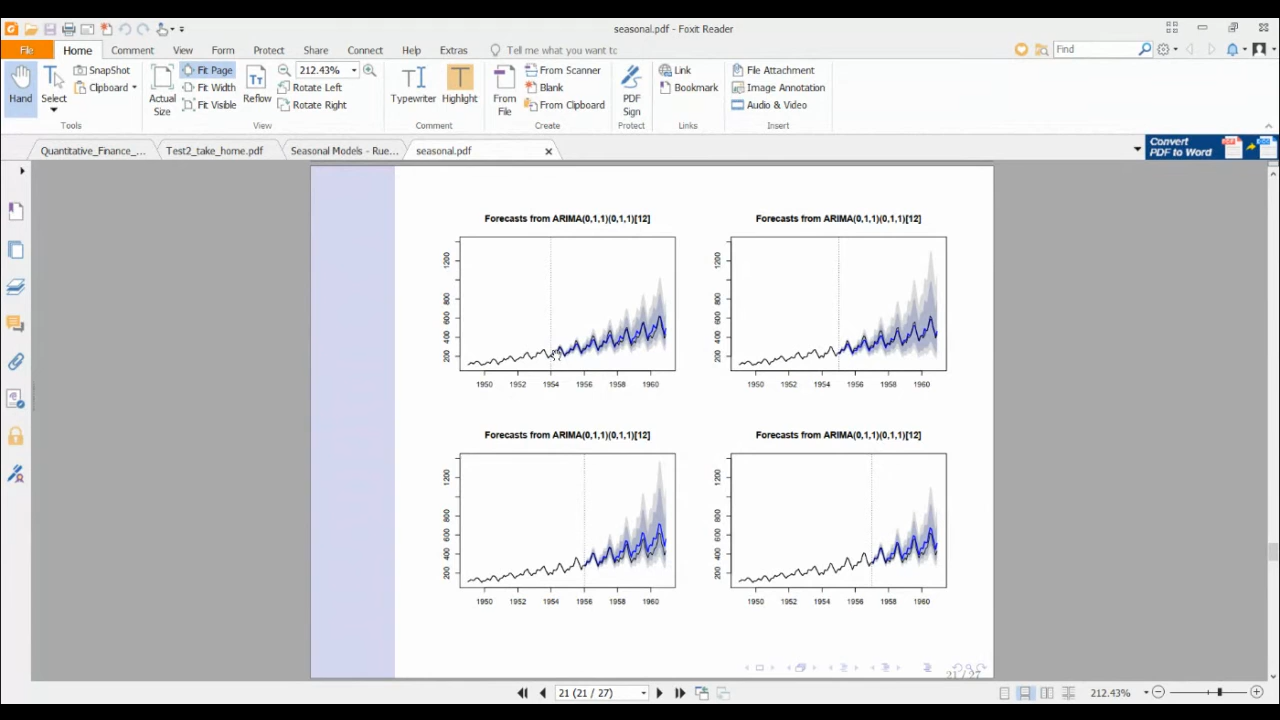 seasonal.pdf - Foxit Reader
File Home Comment View Form Protect Share Connect Help Extras Tell me what you want to Find
Hand
Select
SnapShot
Clipboard
Tools
Actual
Size
Fit Page
Fit Width
Fit Visible
Reflow
212.43%
Rotate Left
Rotate Right
View
Typewriter
Highlight
Comment
From
File
From Scanner
Blank
From Clipboard
Create
PDF
Sign
Protect
Link
Bookmark
Links
File Attachment
Image Annotation
Audio & Video
Insert
Quantitative_Finance_... Test2_take_home.pdf Seasonal Models - Rue... seasonal.pdf
Convert
PDF to Word
Forecasts from ARIMA(0,1,1)(0,1,1)[12]
1200
800
600
400
200
1950 1952 1954 1956 1958 1960
Forecasts from ARIMA(0,1,1)(0,1,1)[12]
1200
800
600
400
200
1950 1952 1954 1956 1958 1960
Forecasts from ARIMA(0,1,1)(0,1,1)[12]
1200
800
600
400
200
1950 1952 1954 1956 1958 1960
Forecasts from ARIMA(0,1,1)(0,1,1)[12]
1200
800
600
400
200
1950 1952 1954 1956 1958 1960
21 / 27
21 (21 / 27)
212.43%